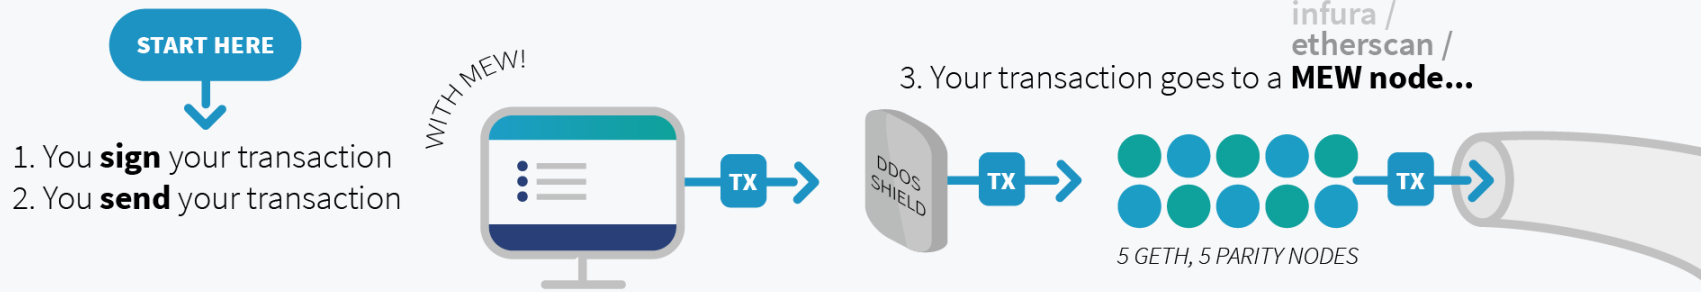 START HERE
1. You sign your transaction
2. You send your transaction
WITH MEW!
TX
infura /
etherscan /
3. Your transaction goes to a MEW node...
DDOS
SHIELD
TX
5 GETH, 5 PARITY NODES
TX